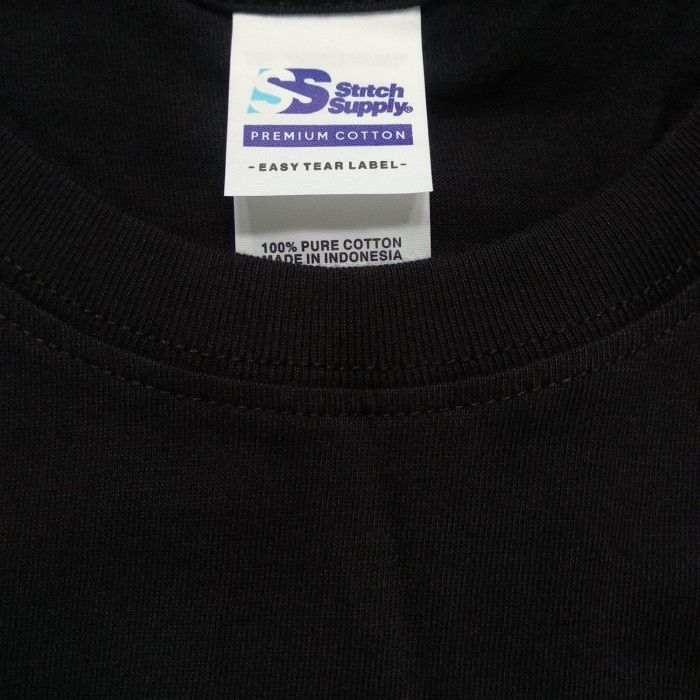 SS Stitch
Supply®
PREMIUM COTTON
-EASY TEAR LABEL-
100% PURE COTTON
MADE IN INDONESIA